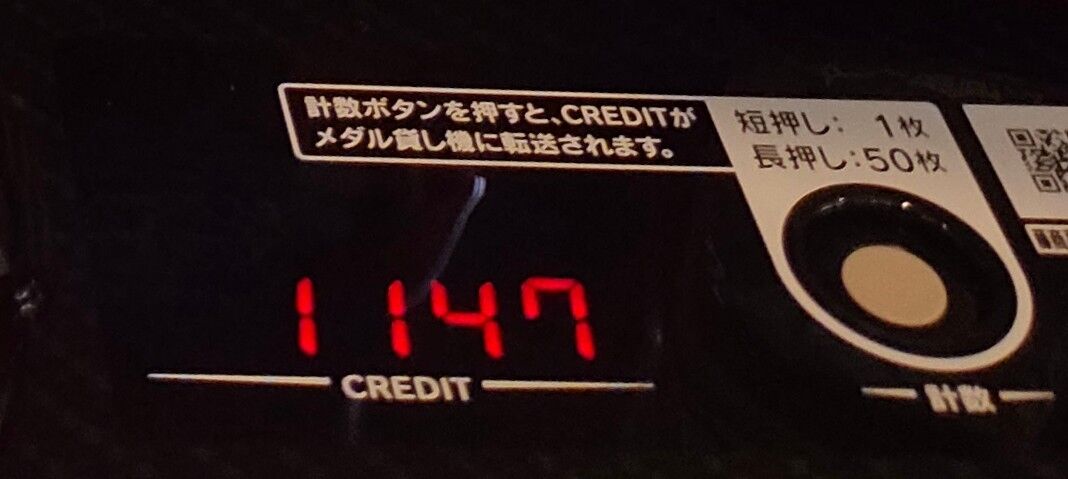 計数ボタンを押すと、CREDITが
メダル貸し機に転送されます。
短押し： 1枚
長押し：50枚
1147
CREDIT
計数